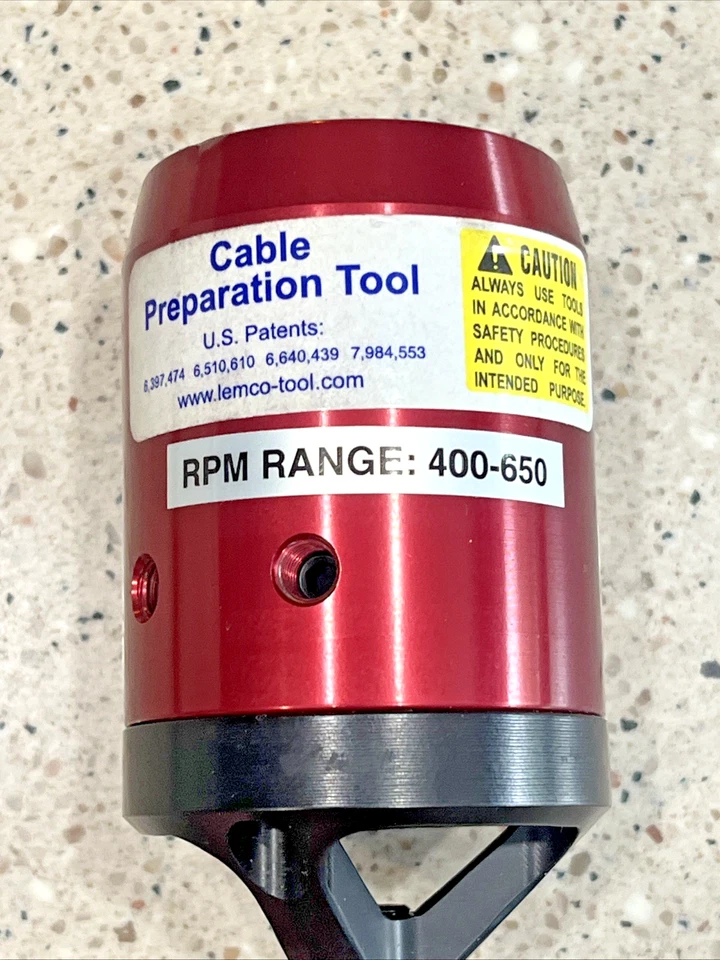 Cable
Preparation Tool
U.S. Patents:
6,397,474 6,510,610 6,640,439 7,984,553
www.lemco-tool.com
CAUTION
ALWAYS USE TOOLS
IN ACCORDANCE WITH
SAFETY PROCEDURES
AND ONLY FOR THE
INTENDED PURPOSE.
RPM RANGE: 400-650